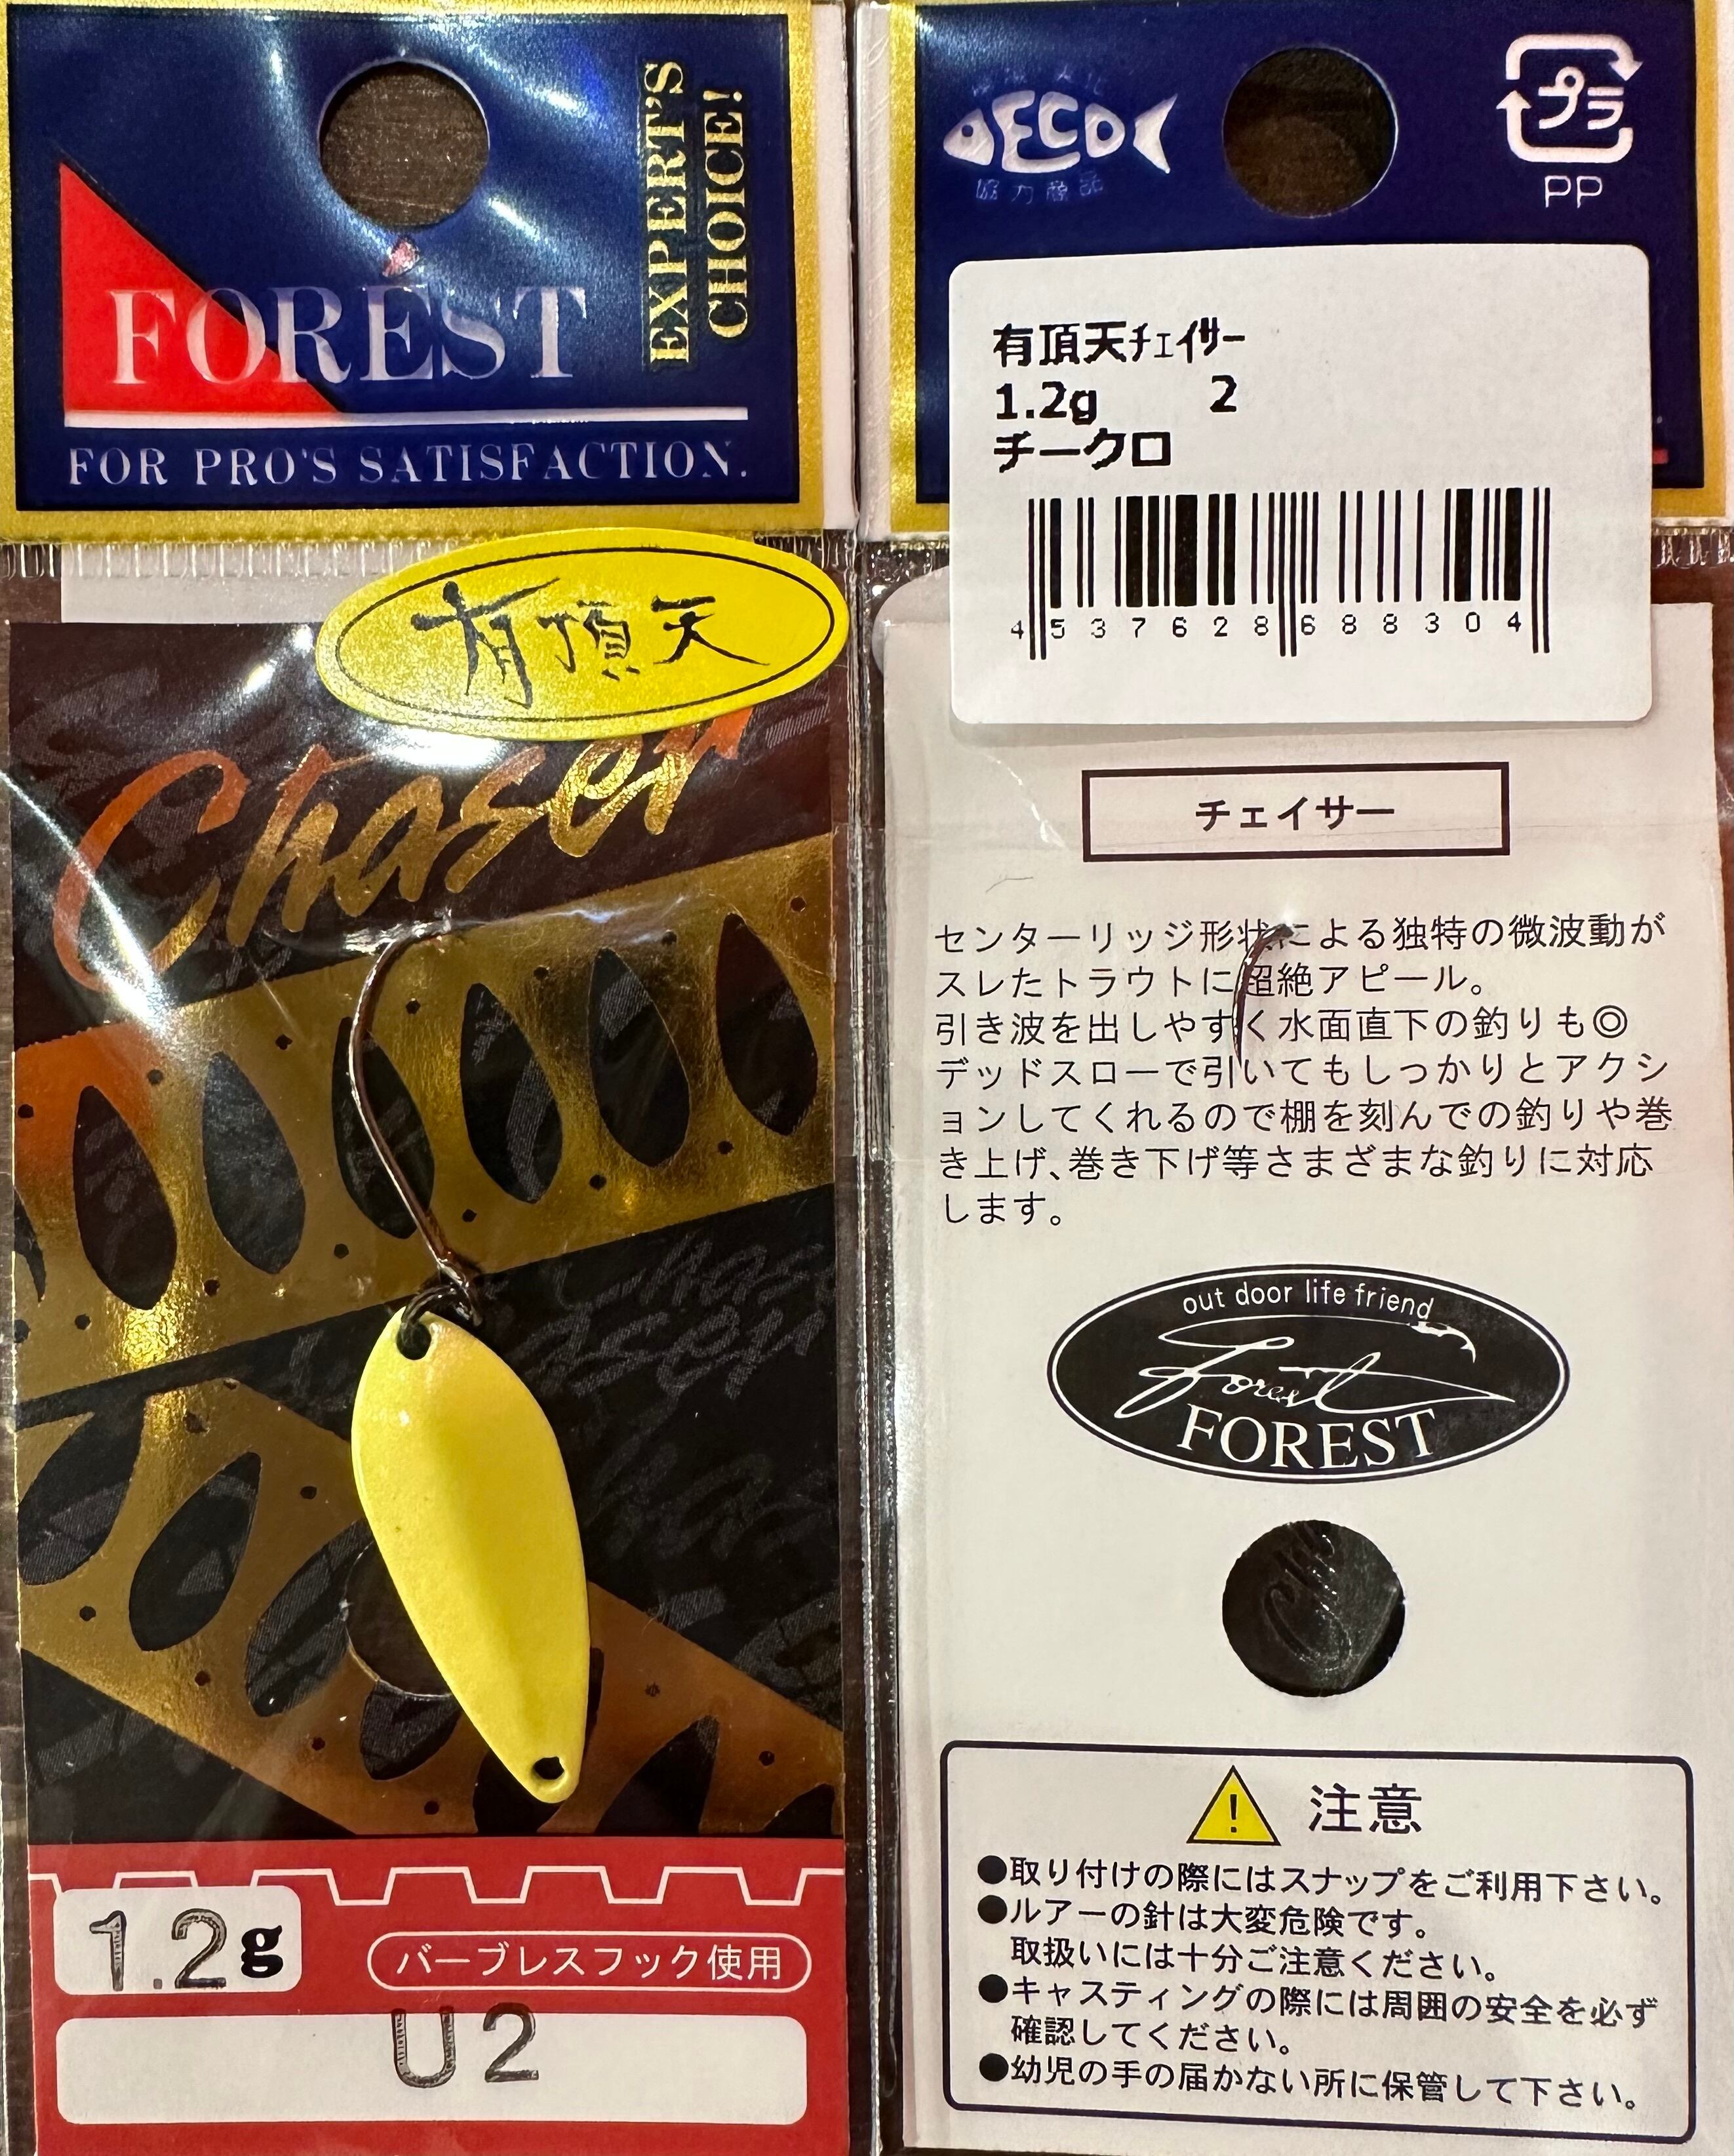 EXPERT'S
CHOICE!
FOREST
FOR PRO'S SATISFACTION.
有頂天
Chaser
1.2g
バーブレスフック使用
U2
ECO
協力商品
プラ
PP
有頂天ﾁｪｲｻｰ
1.2g 2
チークロ
4 537628 688304
チェイサー
センターリッジ形状による独特の微波動が
スレたトラウトに超絶アピール。
引き波を出しやすく水面直下の釣りも◎
デッドスローで引いてもしっかりとアクシ
ョンしてくれるので棚を刻んでの釣りや巻
き上げ、巻き下げ等さまざまな釣りに対応
します。
out door life friend
Forest
FOREST
注意
●取り付けの際にはスナップをご利用下さい。
●ルアーの針は大変危険です。
取扱いには十分ご注意ください。
●キャスティングの際には周囲の安全を必ず
確認してください。
●幼児の手の届かない所に保管して下さい。